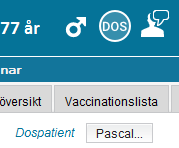 77 år DOS
nar
översikt Vaccinationslista
Dospatient Pascal...